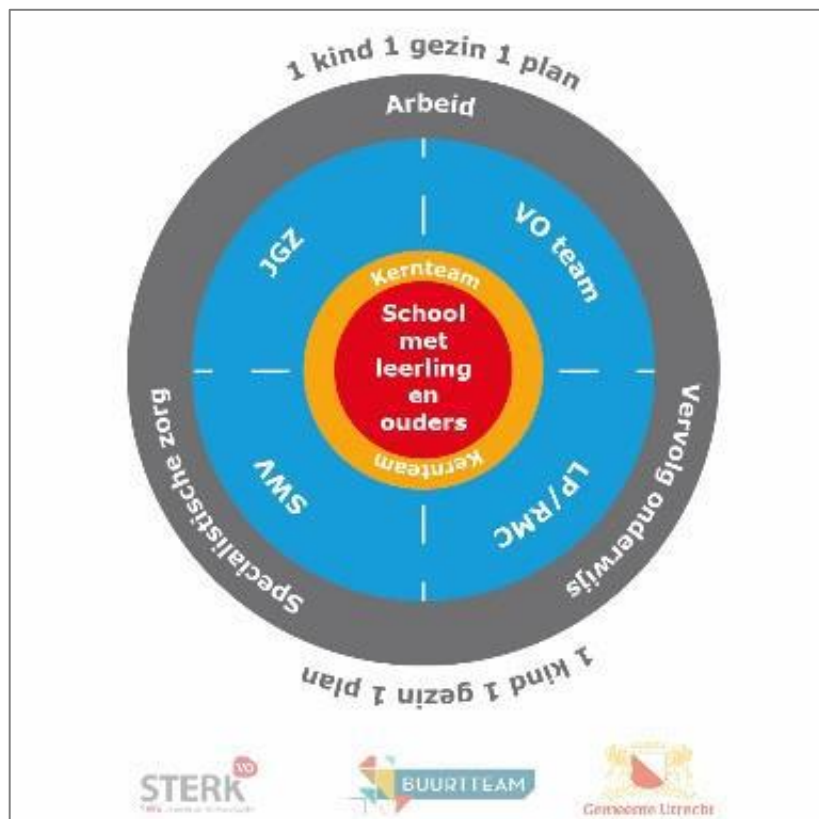 1 kind 1 gezin 1 plan
Arbeid
JGZ
VO team
Kernteam
School
met
leerling
en
ouders
Kernteam
SWV
LP/RMC
Specialistische zorg
Vervolg onderwijs
1 kind 1 gezin 1 plan
STERK VO
BUURTTEAM
Gemeente Utrecht